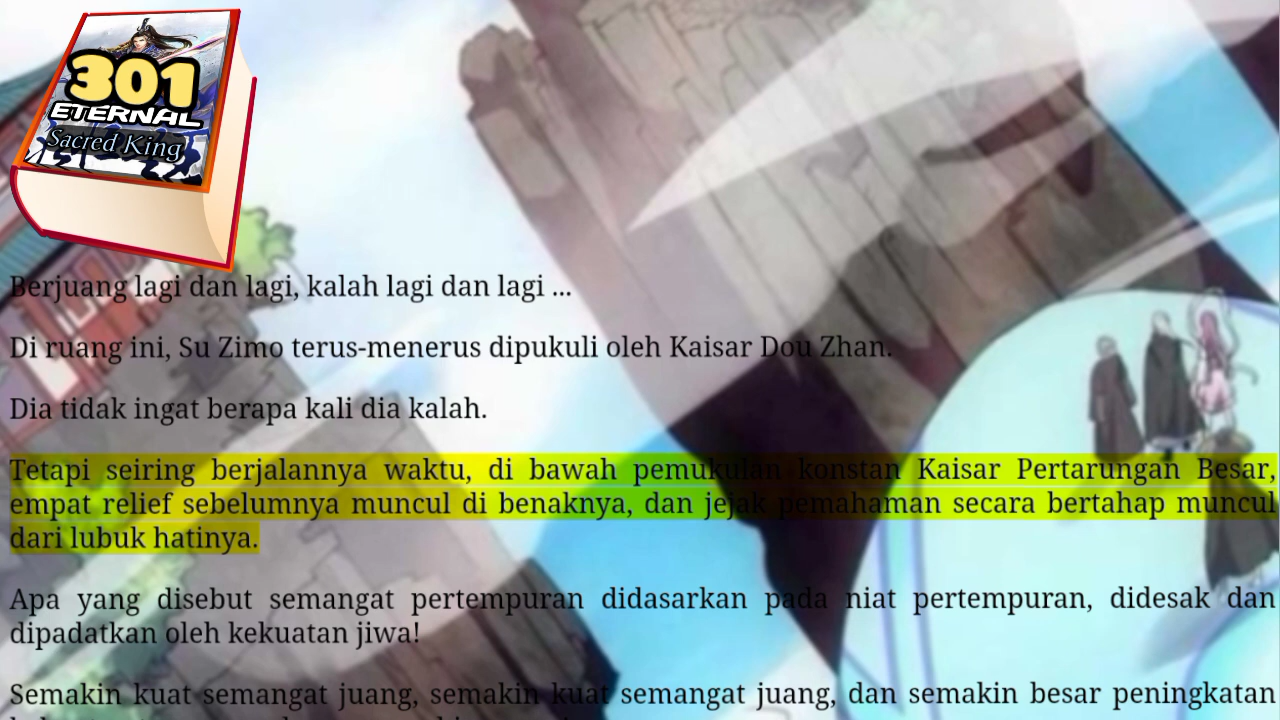 301
ETERNAL
Sacred King
Berjuang lagi dan lagi, kalah lagi dan lagi ...
Di ruang ini, Su Zimo terus-menerus dipukuli oleh Kaisar Dou Zhan.
Dia tidak ingat berapa kali dia kalah.
Tetapi seiring berjalannya waktu, di bawah pemukulan konstan Kaisar Pertarungan Besar,
empat relief sebelumnya muncul di benaknya, dan jejak pemahaman secara bertahap muncul
dari lubuk hatinya.
Apa yang disebut semangat pertempuran didasarkan pada niat pertempuran, didesak dan
dipadatkan oleh kekuatan jiwa!
Semakin kuat semangat juang, semakin kuat semangat juang, dan semakin besar peningkatan